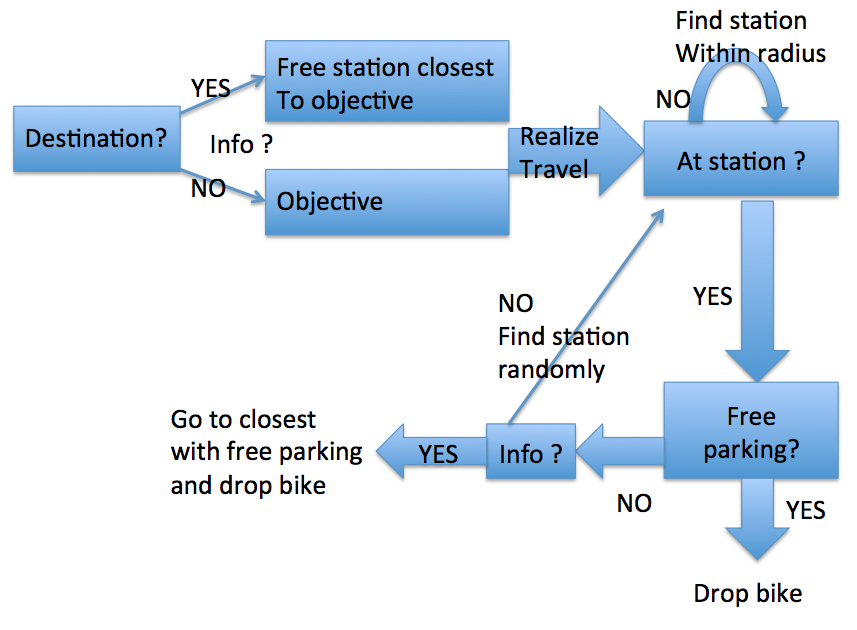 Find station
Within radius
NO
Free station closest
To objective
YES
Destination?
Info ?
NO
Objective
Realize
Travel
At station ?
YES
NO
Find station
randomly
Free
parking?
Go to closest
with free parking
and drop bike
YES
Info ?
NO
YES
Drop bike